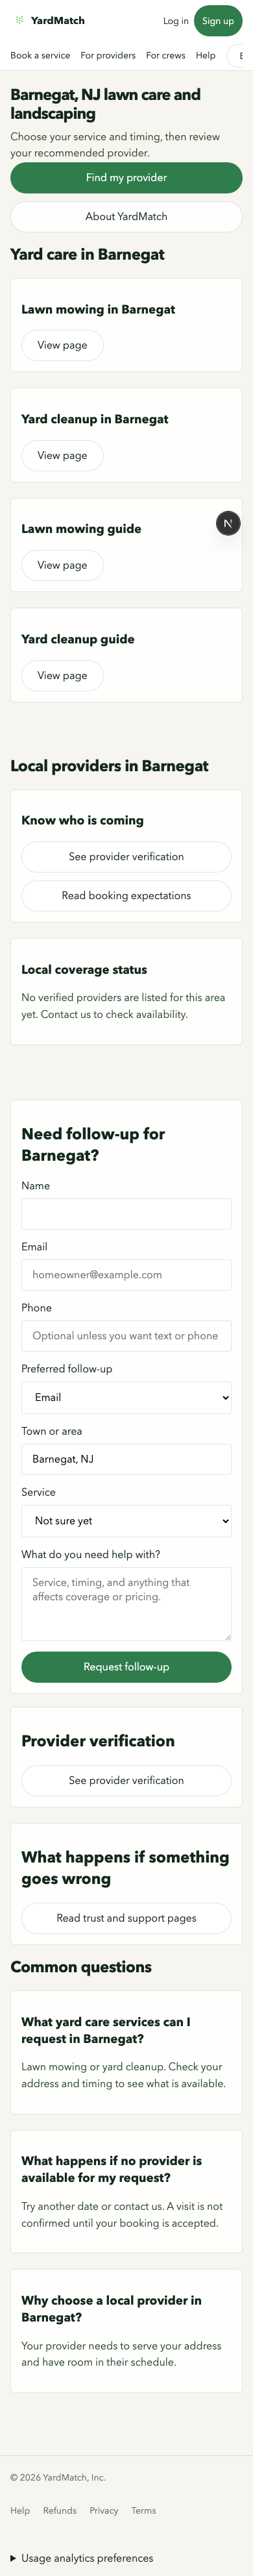 YardMatch
Log in
Sign up
Book a service
For providers
For crews
Help
Barnegat, NJ lawn care and
landscaping
Choose your service and timing, then review
your recommended provider.
Find my provider
About YardMatch
Yard care in Barnegat
Lawn mowing in Barnegat
View page
Yard cleanup in Barnegat
View page
Lawn mowing guide
N
View page
Yard cleanup guide
View page
Local providers in Barnegat
Know who is coming
See provider verification
Read booking expectations
Local coverage status
No verified providers are listed for this area
yet. Contact us to check availability.
Need follow-up for
Barnegat?
Name
Email
homeowner@example.com
Phone
Optional unless you want text or phone
Preferred follow-up
Email
Town or area
Barnegat, NJ
Service
Not sure yet
What do you need help with?
Service, timing, and anything that
affects coverage or pricing.
Request follow-up
Provider verification
See provider verification
What happens if something
goes wrong
Read trust and support pages
Common questions
What yard care services can I
request in Barnegat?
Lawn mowing or yard cleanup. Check your
address and timing to see what is available.
What happens if no provider is
available for my request?
Try another date or contact us. A visit is not
confirmed until your booking is accepted.
Why choose a local provider in
Barnegat?
Your provider needs to serve your address
and have room in their schedule.
© 2026 YardMatch, Inc.
Help
Refunds
Privacy
Terms
Usage analytics preferences